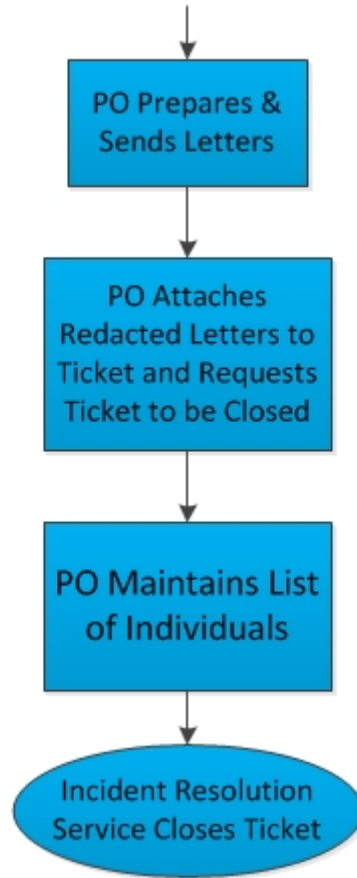 PO Prepares &
Sends Letters
PO Attaches
Redacted Letters to
Ticket and Requests
Ticket to be Closed
PO Maintains List
of Individuals
Incident Resolution
Service Closes Ticket